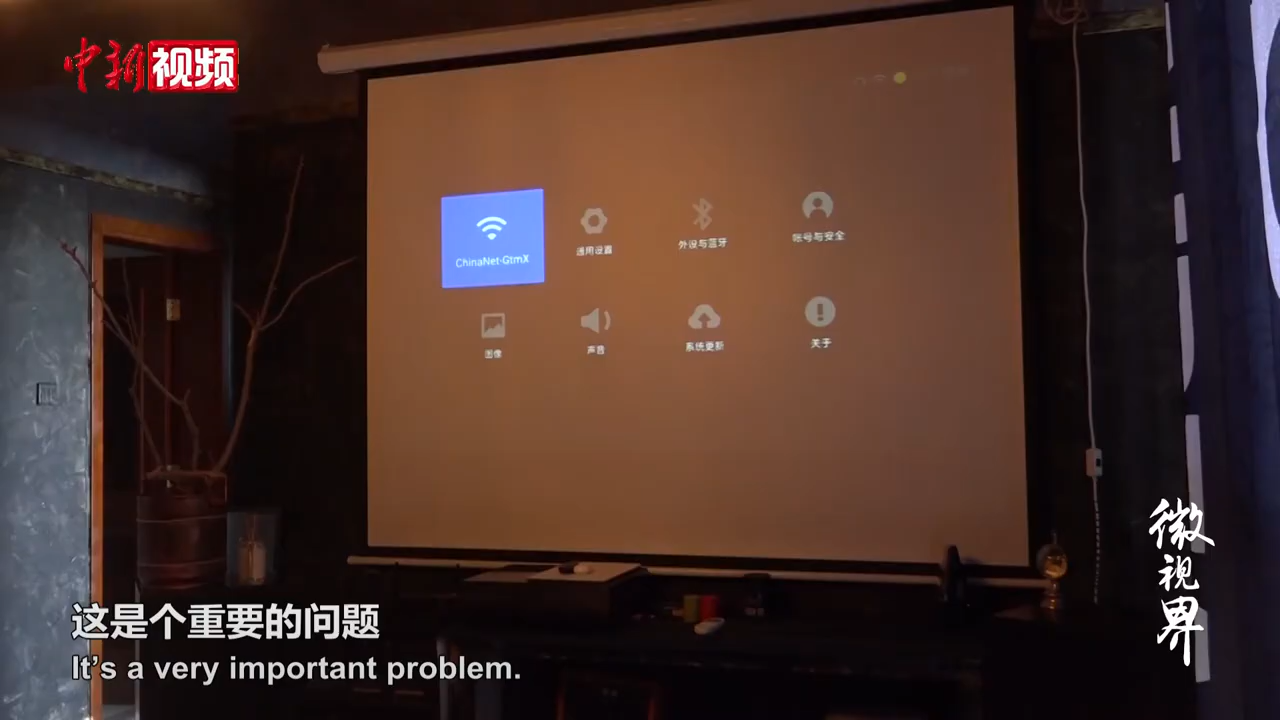 中新视频
ChinaNet-GtmX
通用设置
外设与蓝牙
账号与安全
图像
声音
系统更新
关于
微视界
这是个重要的问题
It's a very important problem.